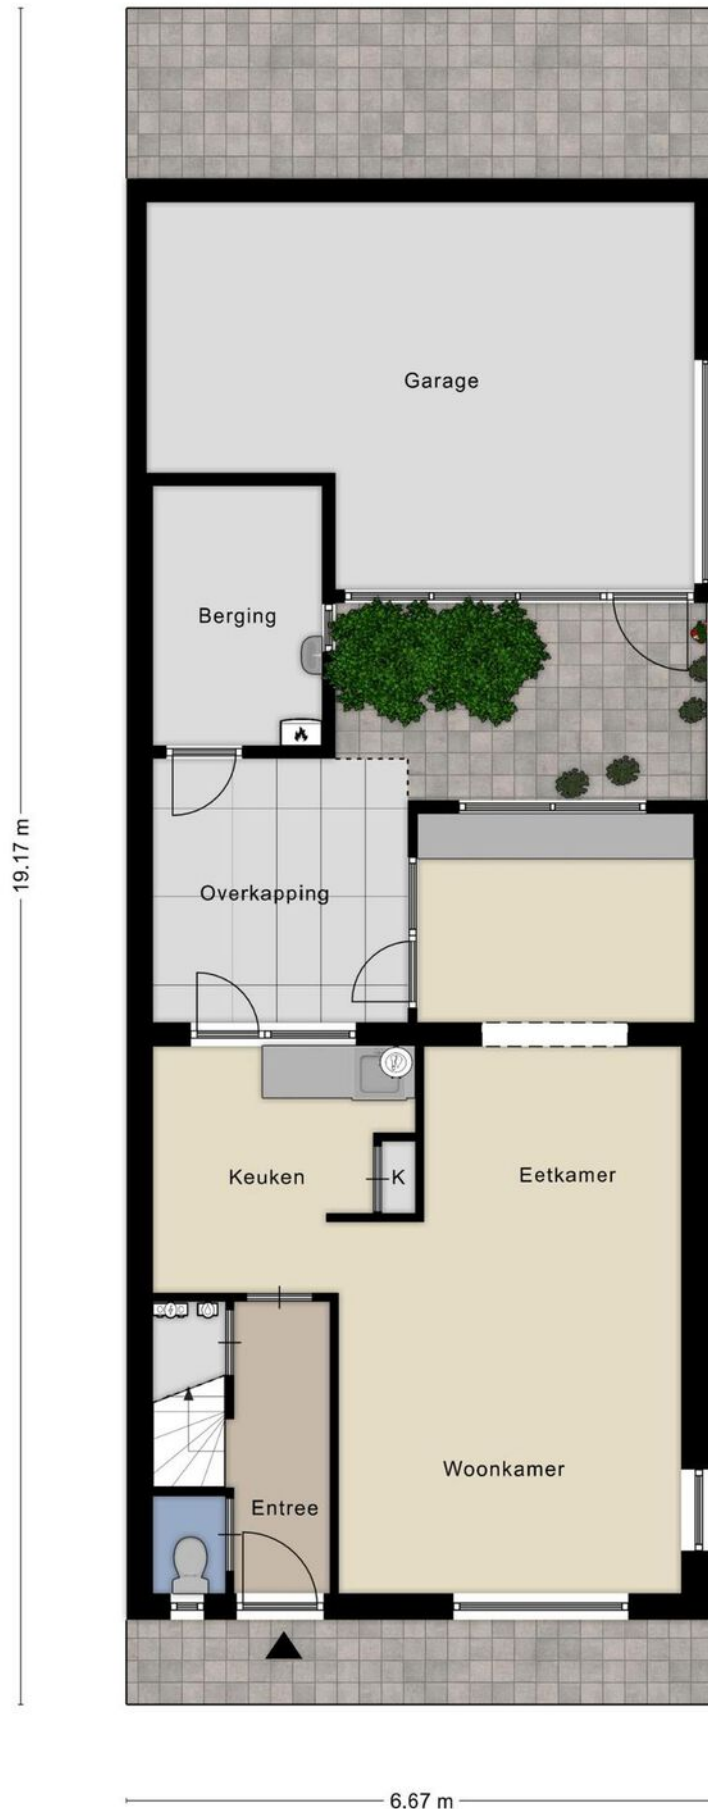 Garage
Berging
19.17 m
Overkapping
Keuken
K
Eetkamer
Woonkamer
Entree
6.67 m